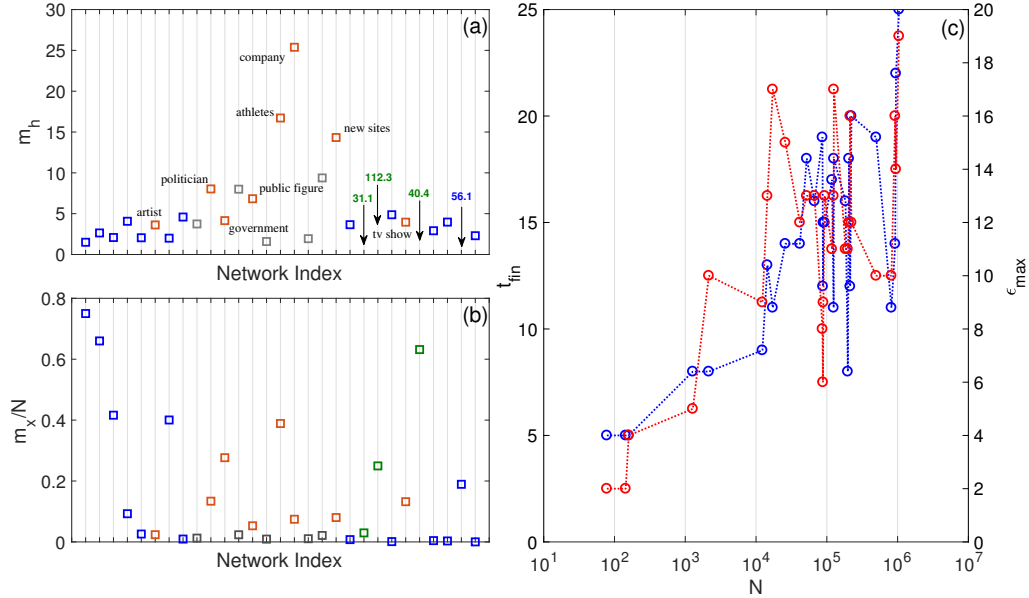 (a)
30
25
20
15
10
5
0
m_h
company
athletes
new sites
politician
public figure
artist
government
tv show
31.1
112.3
40.4
56.1
Network Index
(b)
0.8
0.6
0.4
0.2
0
m_x/N
Network Index
(c)
25
20
15
10
5
0
t_fin
20
18
16
14
12
10
8
6
4
2
0
ϵ_max
10^1 10^2 10^3 10^4 10^5 10^6 10^7
N